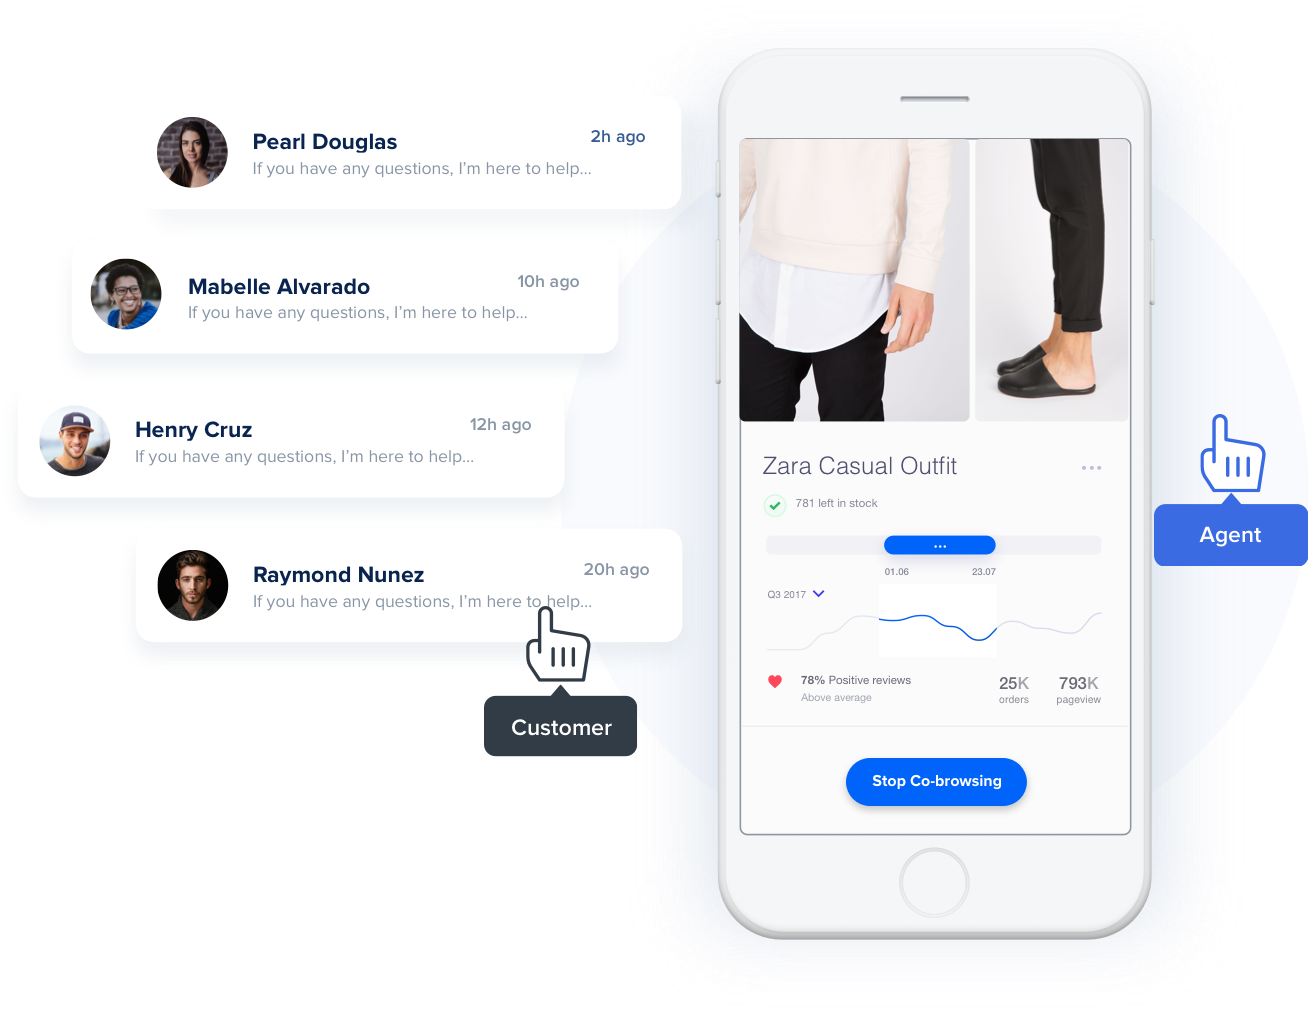 Pearl Douglas
2h ago
If you have any questions, I'm here to help...
Mabelle Alvarado
10h ago
If you have any questions, I'm here to help...
Henry Cruz
12h ago
If you have any questions, I'm here to help...
Raymond Nunez
20h ago
If you have any questions, I'm here to help...
Customer
Zara Casual Outfit
781 left in stock
01.06
23.07
Q3 2017
78% Positive reviews
Above average
25K
orders
793K
pageview
Stop Co-browsing
Agent